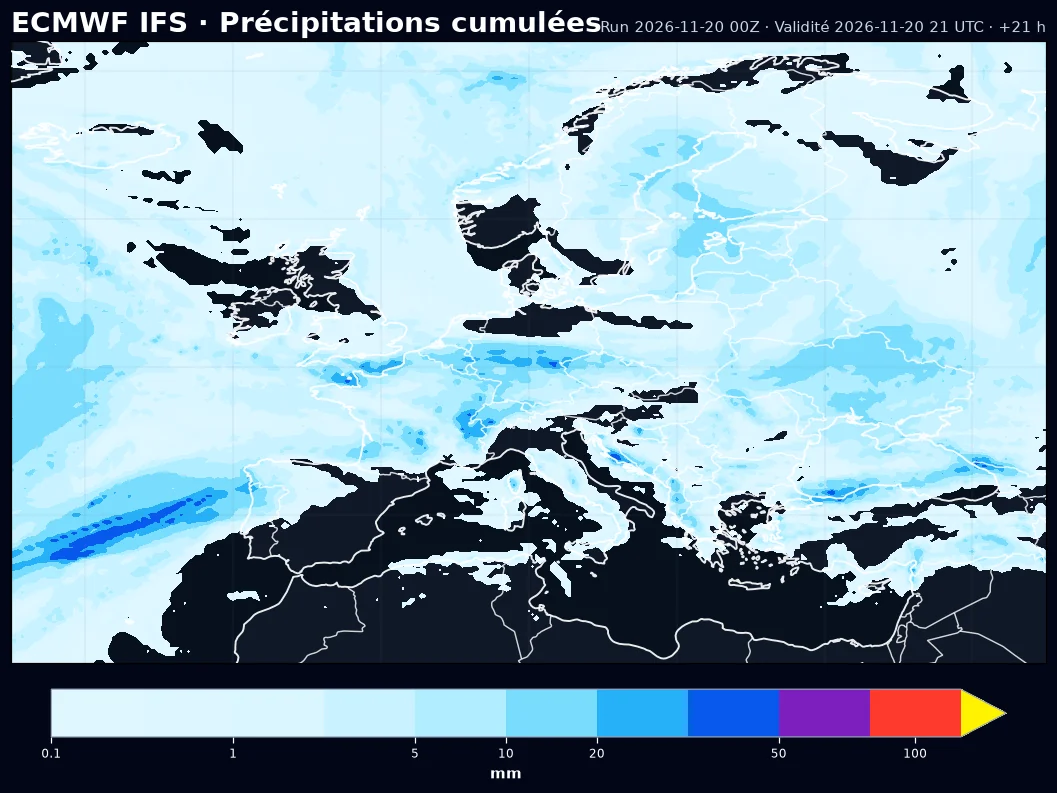 ECMWF IFS · Précipitations cumulées
Run 2026-11-20 00Z · Validité 2026-11-20 21 UTC · +21 h
0.1 1 5 10 20 50 100
mm